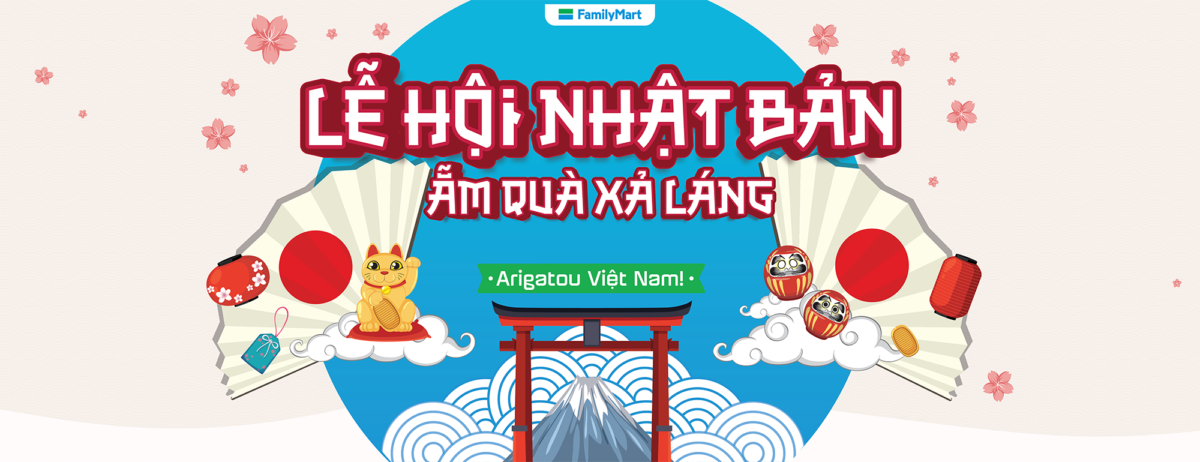 FamilyMart
LỄ HỘI NHẬT BẢN
ẴM QUÀ XẢ LÁNG
• Arigatou Việt Nam! •